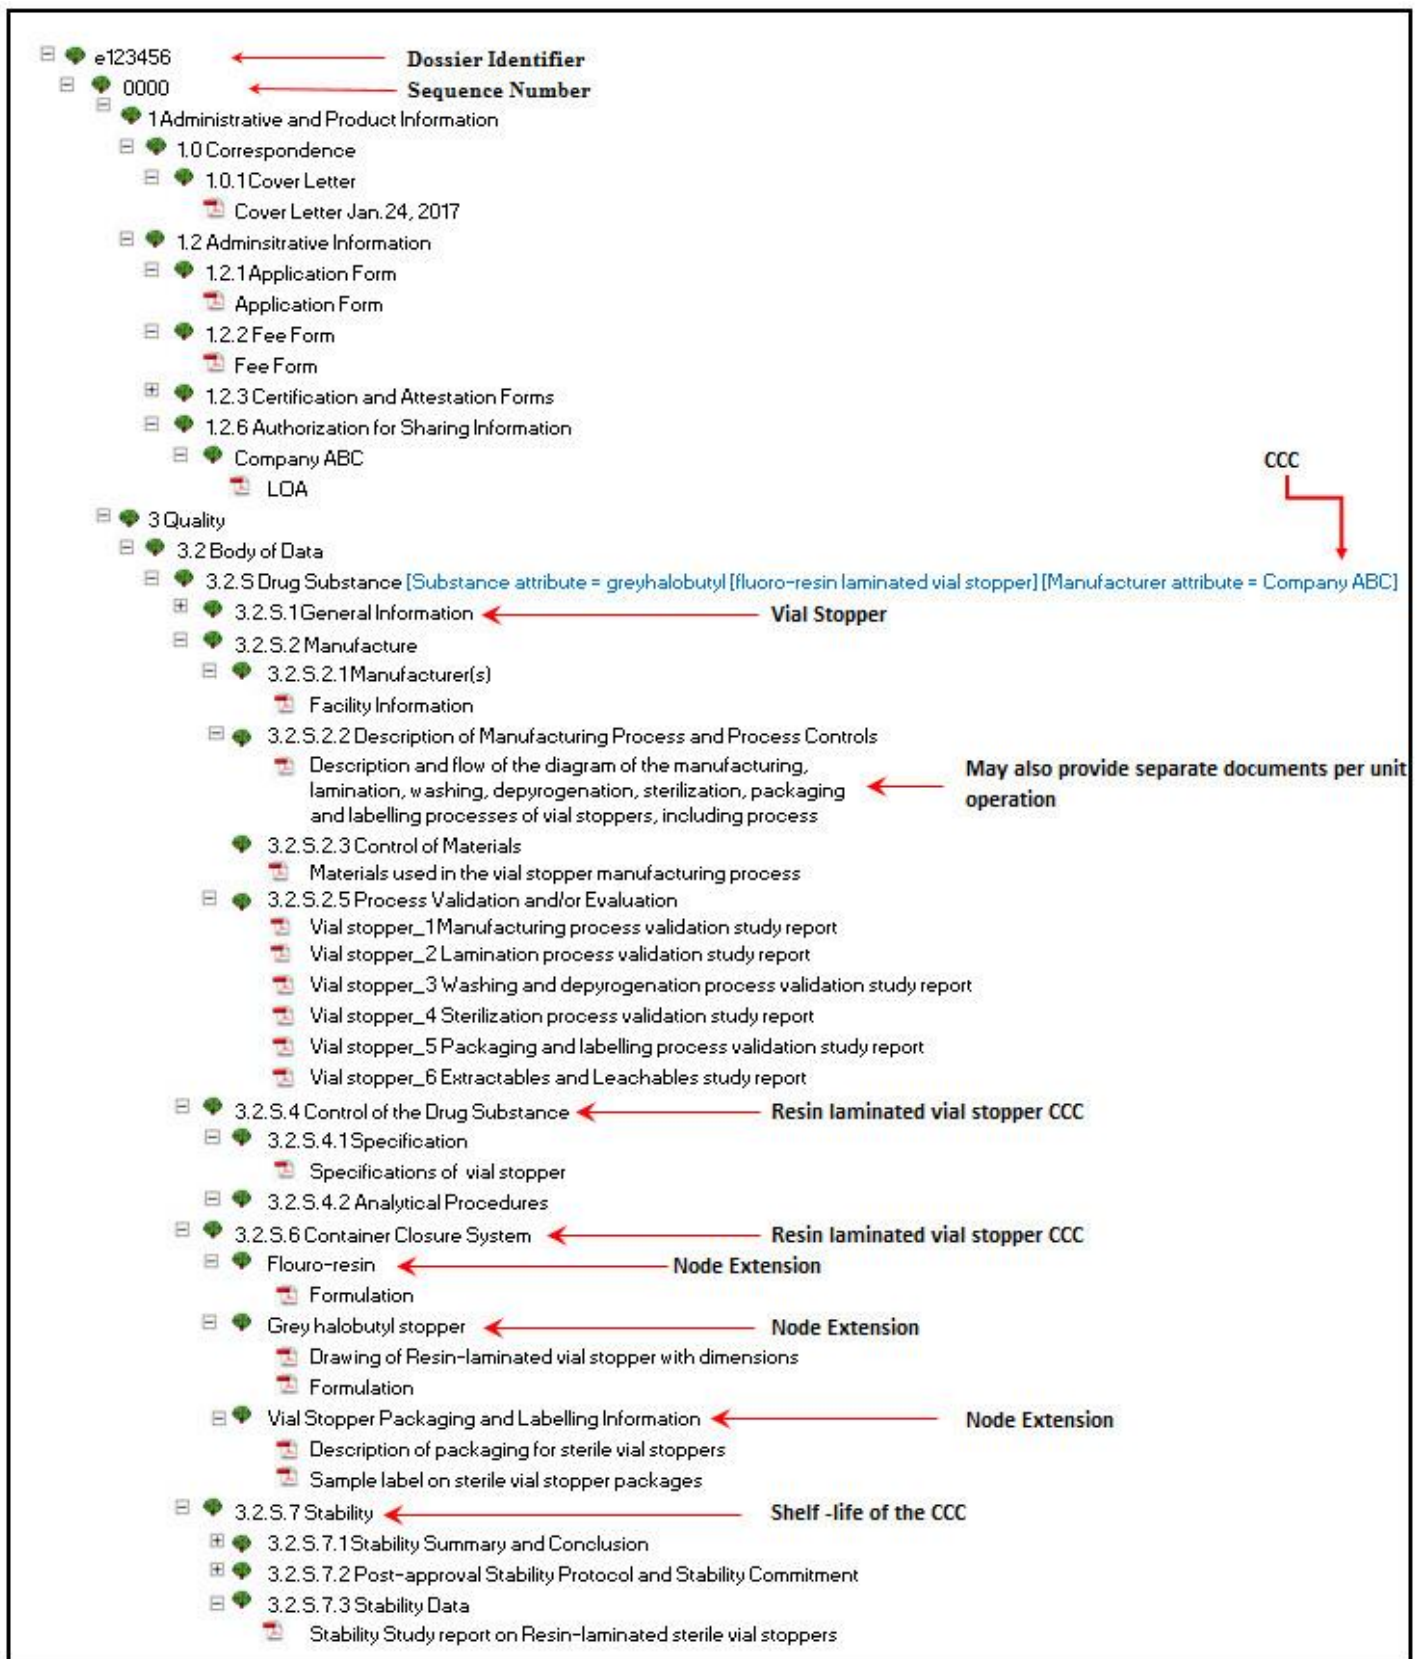 e123456 Dossier Identifier
0000 Sequence Number
1 Administrative and Product Information
1.0 Correspondence
1.0.1 Cover Letter
Cover Letter Jan. 24, 2017
1.2 Adminsitrative Information
1.2.1 Application Form
Application Form
1.2.2 Fee Form
Fee Form
1.2.3 Certification and Attestation Forms
1.2.6 Authorization for Sharing Information
Company ABC
CCC
LOA
3 Quality
3.2 Body of Data
3.2.S Drug Substance [Substance attribute = greyhalobutyl [fluoro-resin laminated vial stopper] [Manufacturer attribute = Company ABC]
3.2.S.1 General Information Vial Stopper
3.2.S.2 Manufacture
3.2.S.2.1 Manufacturer(s)
Facility Information
3.2.S.2.2 Description of Manufacturing Process and Process Controls
Description and flow of the diagram of the manufacturing,
lamination, washing, depyrogenation, sterilization, packaging
and labelling processes of vial stoppers, including process
May also provide separate documents per unit
operation
3.2.S.2.3 Control of Materials
Materials used in the vial stopper manufacturing process
3.2.S.2.5 Process Validation and/or Evaluation
Vial stopper_1 Manufacturing process validation study report
Vial stopper_2 Lamination process validation study report
Vial stopper_3 Washing and depyrogenation process validation study report
Vial stopper_4 Sterilization process validation study report
Vial stopper_5 Packaging and labelling process validation study report
Vial stopper_6 Extractables and Leachables study report
3.2.S.4 Control of the Drug Substance Resin laminated vial stopper CCC
3.2.S.4.1 Specification
Specifications of vial stopper
3.2.S.4.2 Analytical Procedures
3.2.S.6 Container Closure System Resin laminated vial stopper CCC
Flouro-resin Node Extension
Formulation
Grey halobutyl stopper Node Extension
Drawing of Resin-laminated vial stopper with dimensions
Formulation
Vial Stopper Packaging and Labelling Information Node Extension
Description of packaging for sterile vial stoppers
Sample label on sterile vial stopper packages
3.2.S.7 Stability Shelf -life of the CCC
3.2.S.7.1 Stability Summary and Conclusion
3.2.S.7.2 Post-approval Stability Protocol and Stability Commitment
3.2.S.7.3 Stability Data
Stability Study report on Resin-laminated sterile vial stoppers